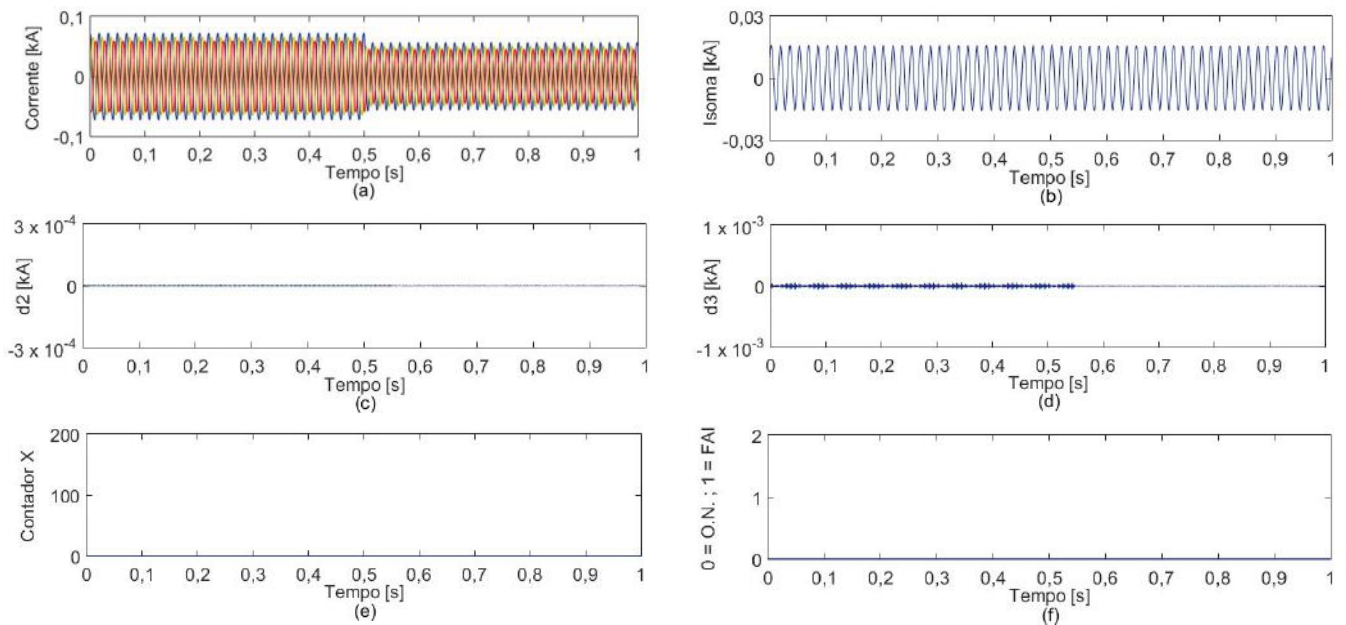 0,1
Corrente [kA]
0
-0,1
0 0,1 0,2 0,3 0,4 0,5 0,6 0,7 0,8 0,9 1
Tempo [s]
(a)
0,03
Isoma [kA]
0
-0,03
0 0,1 0,2 0,3 0,4 0,5 0,6 0,7 0,8 0,9 1
Tempo [s]
(b)
3 x 10-4
d2 [kA]
0
-3 x 10-4
0 0,1 0,2 0,3 0,4 0,5 0,6 0,7 0,8 0,9 1
Tempo [s]
(c)
1 x 10-3
d3 [kA]
0
-1 x 10-3
0 0,1 0,2 0,3 0,4 0,5 0,6 0,7 0,8 0,9 1
Tempo [s]
(d)
200
Contador X
100
0
0 0,1 0,2 0,3 0,4 0,5 0,6 0,7 0,8 0,9 1
Tempo [s]
(e)
2
0 = O.N. ; 1 = FAI
1
0
0 0,1 0,2 0,3 0,4 0,5 0,6 0,7 0,8 0,9 1
Tempo [s]
(f)